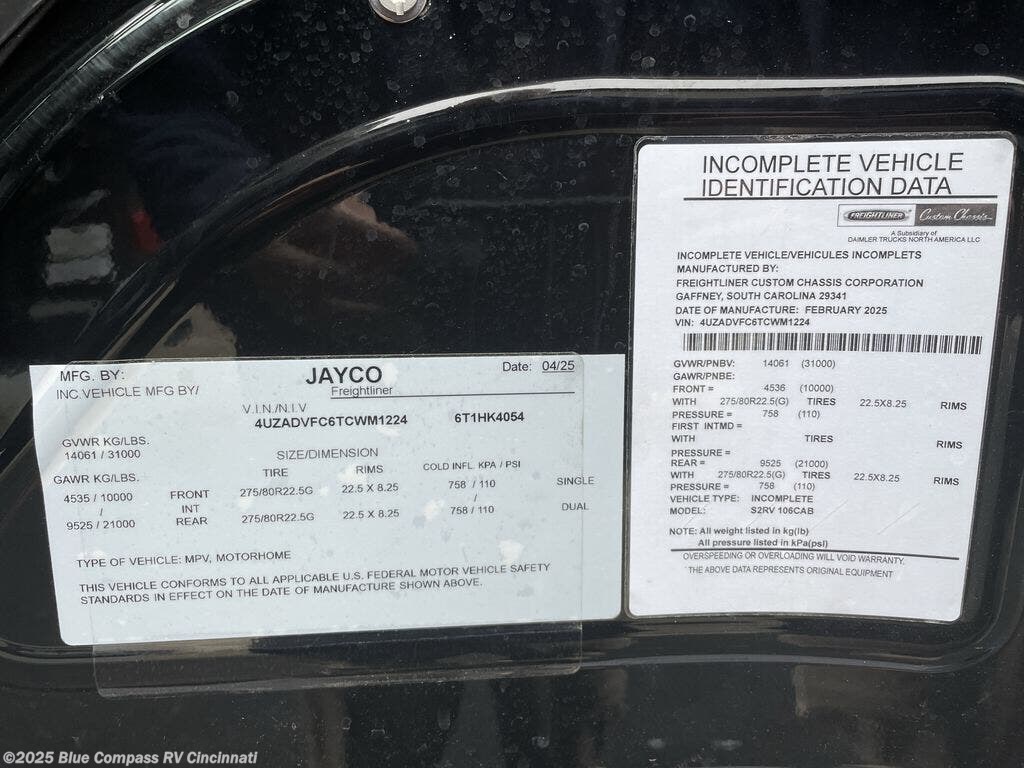 MFG. BY: JAYCO Date: 04/25
INC.VEHICLE MFG BY/ Freightliner
V.I.N./N.I.V
4UZADVFC6TCWM1224 6T1HK4054
GVWR KG/LBS.
14061 / 31000
SIZE/DIMENSION
GAWR KG/LBS. TIRE RIMS COLD INFL. KPA / PSI
4535 / 10000 FRONT 275/80R22.5G 22.5 X 8.25 758 / 110 SINGLE
/ INT /
9525 / 21000 REAR 275/80R22.5G 22.5 X 8.25 758 / 110 DUAL
TYPE OF VEHICLE: MPV, MOTORHOME
THIS VEHICLE CONFORMS TO ALL APPLICABLE U.S. FEDERAL MOTOR VEHICLE SAFETY
STANDARDS IN EFFECT ON THE DATE OF MANUFACTURE SHOWN ABOVE.
INCOMPLETE VEHICLE
IDENTIFICATION DATA
FREIGHTLINER Custom Chassis
A Subsidiary of
DAIMLER TRUCKS NORTH AMERICA LLC
INCOMPLETE VEHICLE/VEHICULES INCOMPLETS
MANUFACTURED BY:
FREIGHTLINER CUSTOM CHASSIS CORPORATION
GAFFNEY, SOUTH CAROLINA 29341
DATE OF MANUFACTURE: FEBRUARY 2025
VIN: 4UZADVFC6TCWM1224
GVWR/PNBV: 14061 (31000)
GAWR/PNBE:
FRONT = 4536 (10000)
WITH 275/80R22.5(G) TIRES 22.5X8.25 RIMS
PRESSURE = 758 (110)
FIRST INTMD =
WITH TIRES RIMS
PRESSURE =
REAR = 9525 (21000)
WITH 275/80R22.5(G) TIRES 22.5X8.25 RIMS
PRESSURE = 758 (110)
VEHICLE TYPE: INCOMPLETE
MODEL: S2RV 106CAB
NOTE: All weight listed in kg(lb)
All pressure listed in kPa(psi)
OVERSPEEDING OR OVERLOADING WILL VOID WARRANTY.
THE ABOVE DATA REPRESENTS ORIGINAL EQUIPMENT
©2025 Blue Compass RV Cincinnati